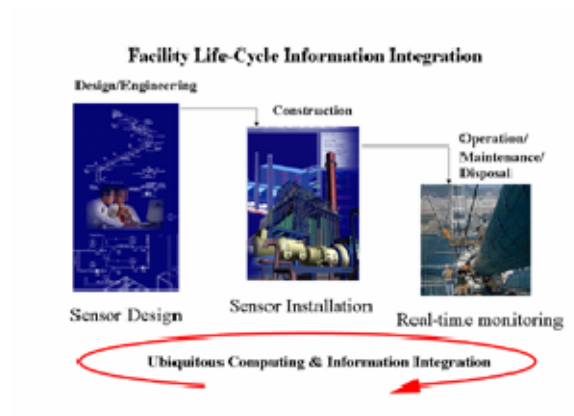 Facility Life-Cycle Information Integration
Design/Engineering
Construction
Operation/
Maintenance/
Disposal
Sensor Design
Sensor Installation
Real-time monitoring
Ubiquitous Computing & Information Integration